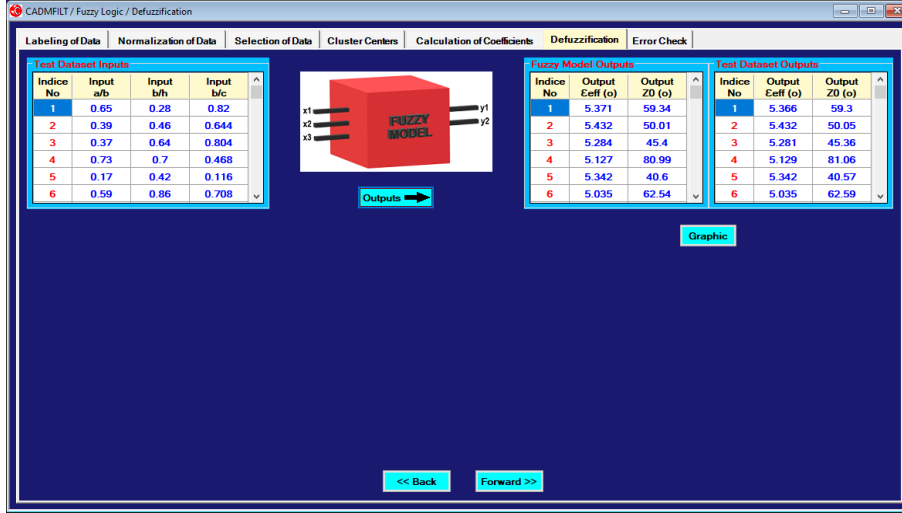 CADMFILT / Fuzzy Logic / Defuzzification
Labeling of Data Normalization of Data Selection of Data Cluster Centers Calculation of Coefficients Defuzzification Error Check
Test Dataset Inputs
Indice No Input a/b Input b/h Input b/c
1 0.65 0.28 0.82
2 0.39 0.46 0.644
3 0.37 0.64 0.804
4 0.73 0.7 0.468
5 0.17 0.42 0.116
6 0.59 0.86 0.708
x1
x2
x3
FUZZY
MODEL
y1
y2
Outputs
Fuzzy Model Outputs
Indice No Output Ɛeff (o) Output Z0 (o)
1 5.371 59.34
2 5.432 50.01
3 5.284 45.4
4 5.127 80.99
5 5.342 40.6
6 5.035 62.54
Test Dataset Outputs
Indice No Output Ɛeff (o) Output Z0 (o)
1 5.366 59.3
2 5.432 50.05
3 5.281 45.36
4 5.129 81.06
5 5.342 40.57
6 5.035 62.59
Graphic
<< Back Forward >>